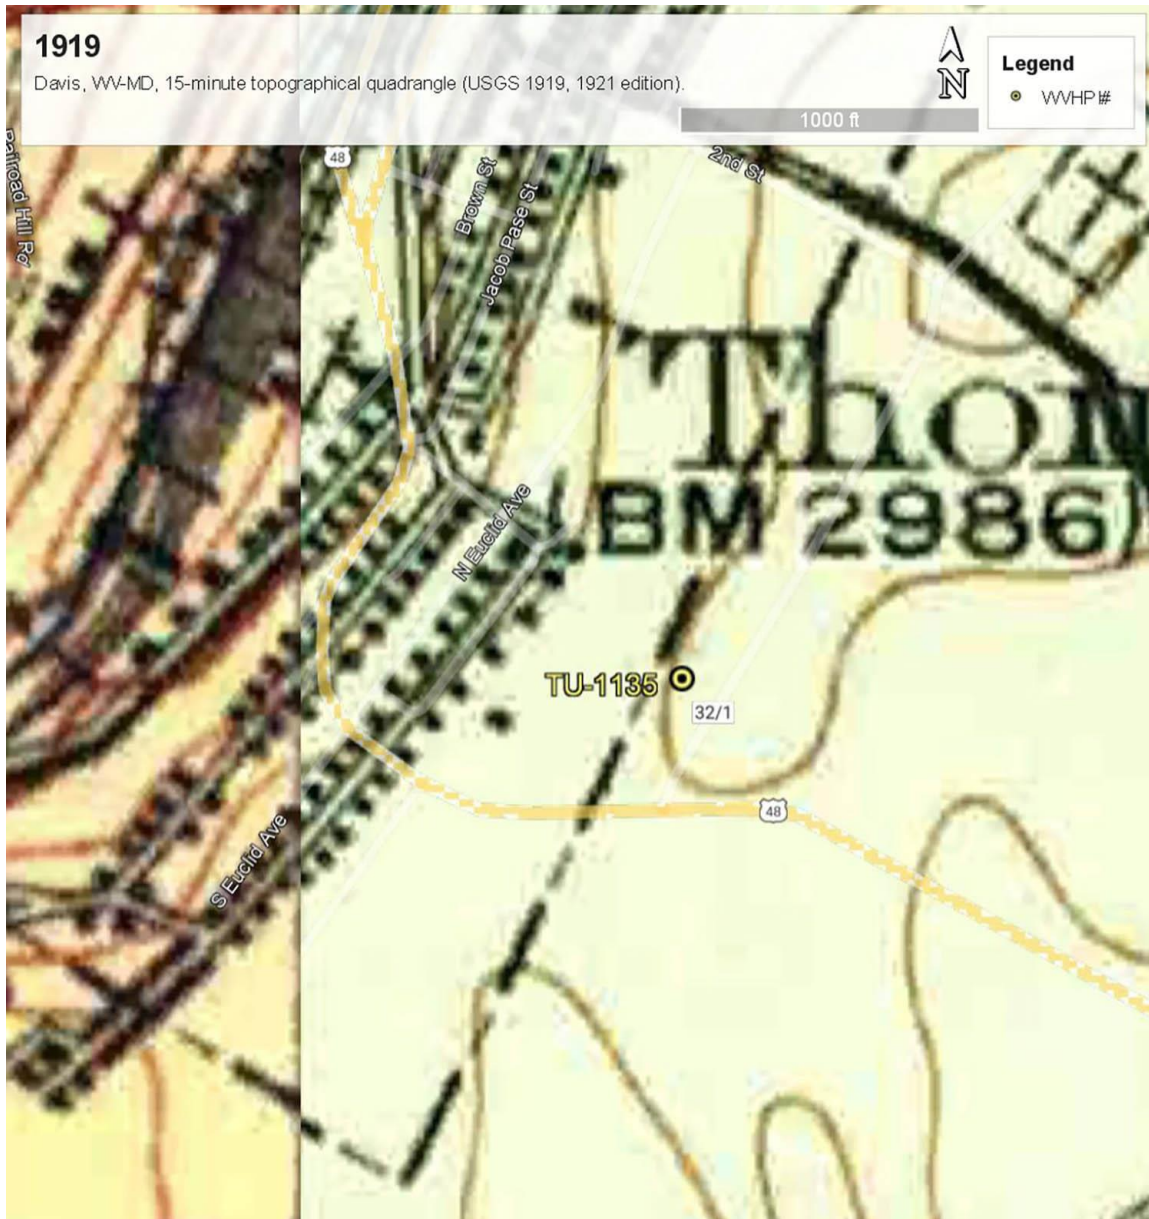 1919
Davis, WV-MD, 15-minute topographical quadrangle (USGS 1919, 1921 edition).
N
1000 ft
Legend
WVHPI#
Railroad Hill Rd
48
Brown St
Jacob Pase St
2nd St
Thom
BM 2986
N Euclid Ave
TU-1135
32/1
48
S Euclid Ave